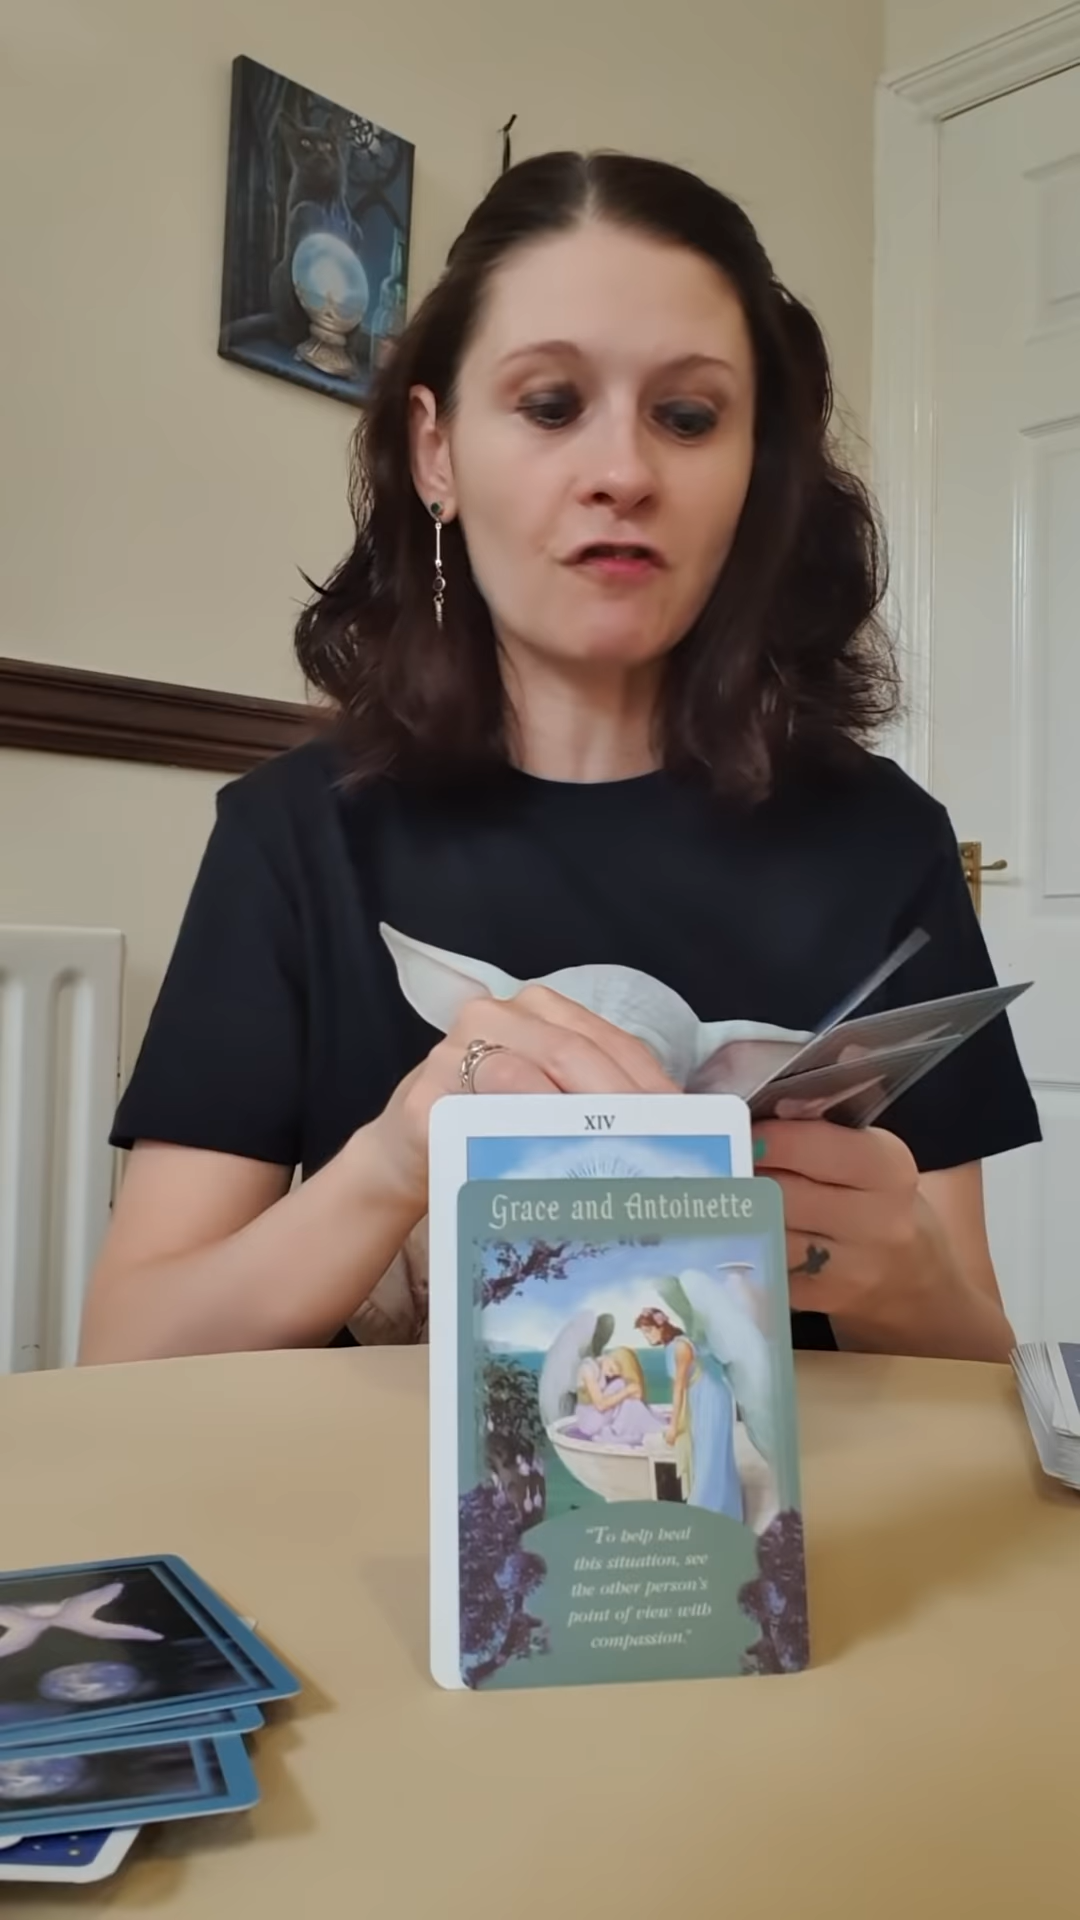 XIV
Grace and Antoinette
"To help heal
this situation, see
the other person's
point of view with
compassion."